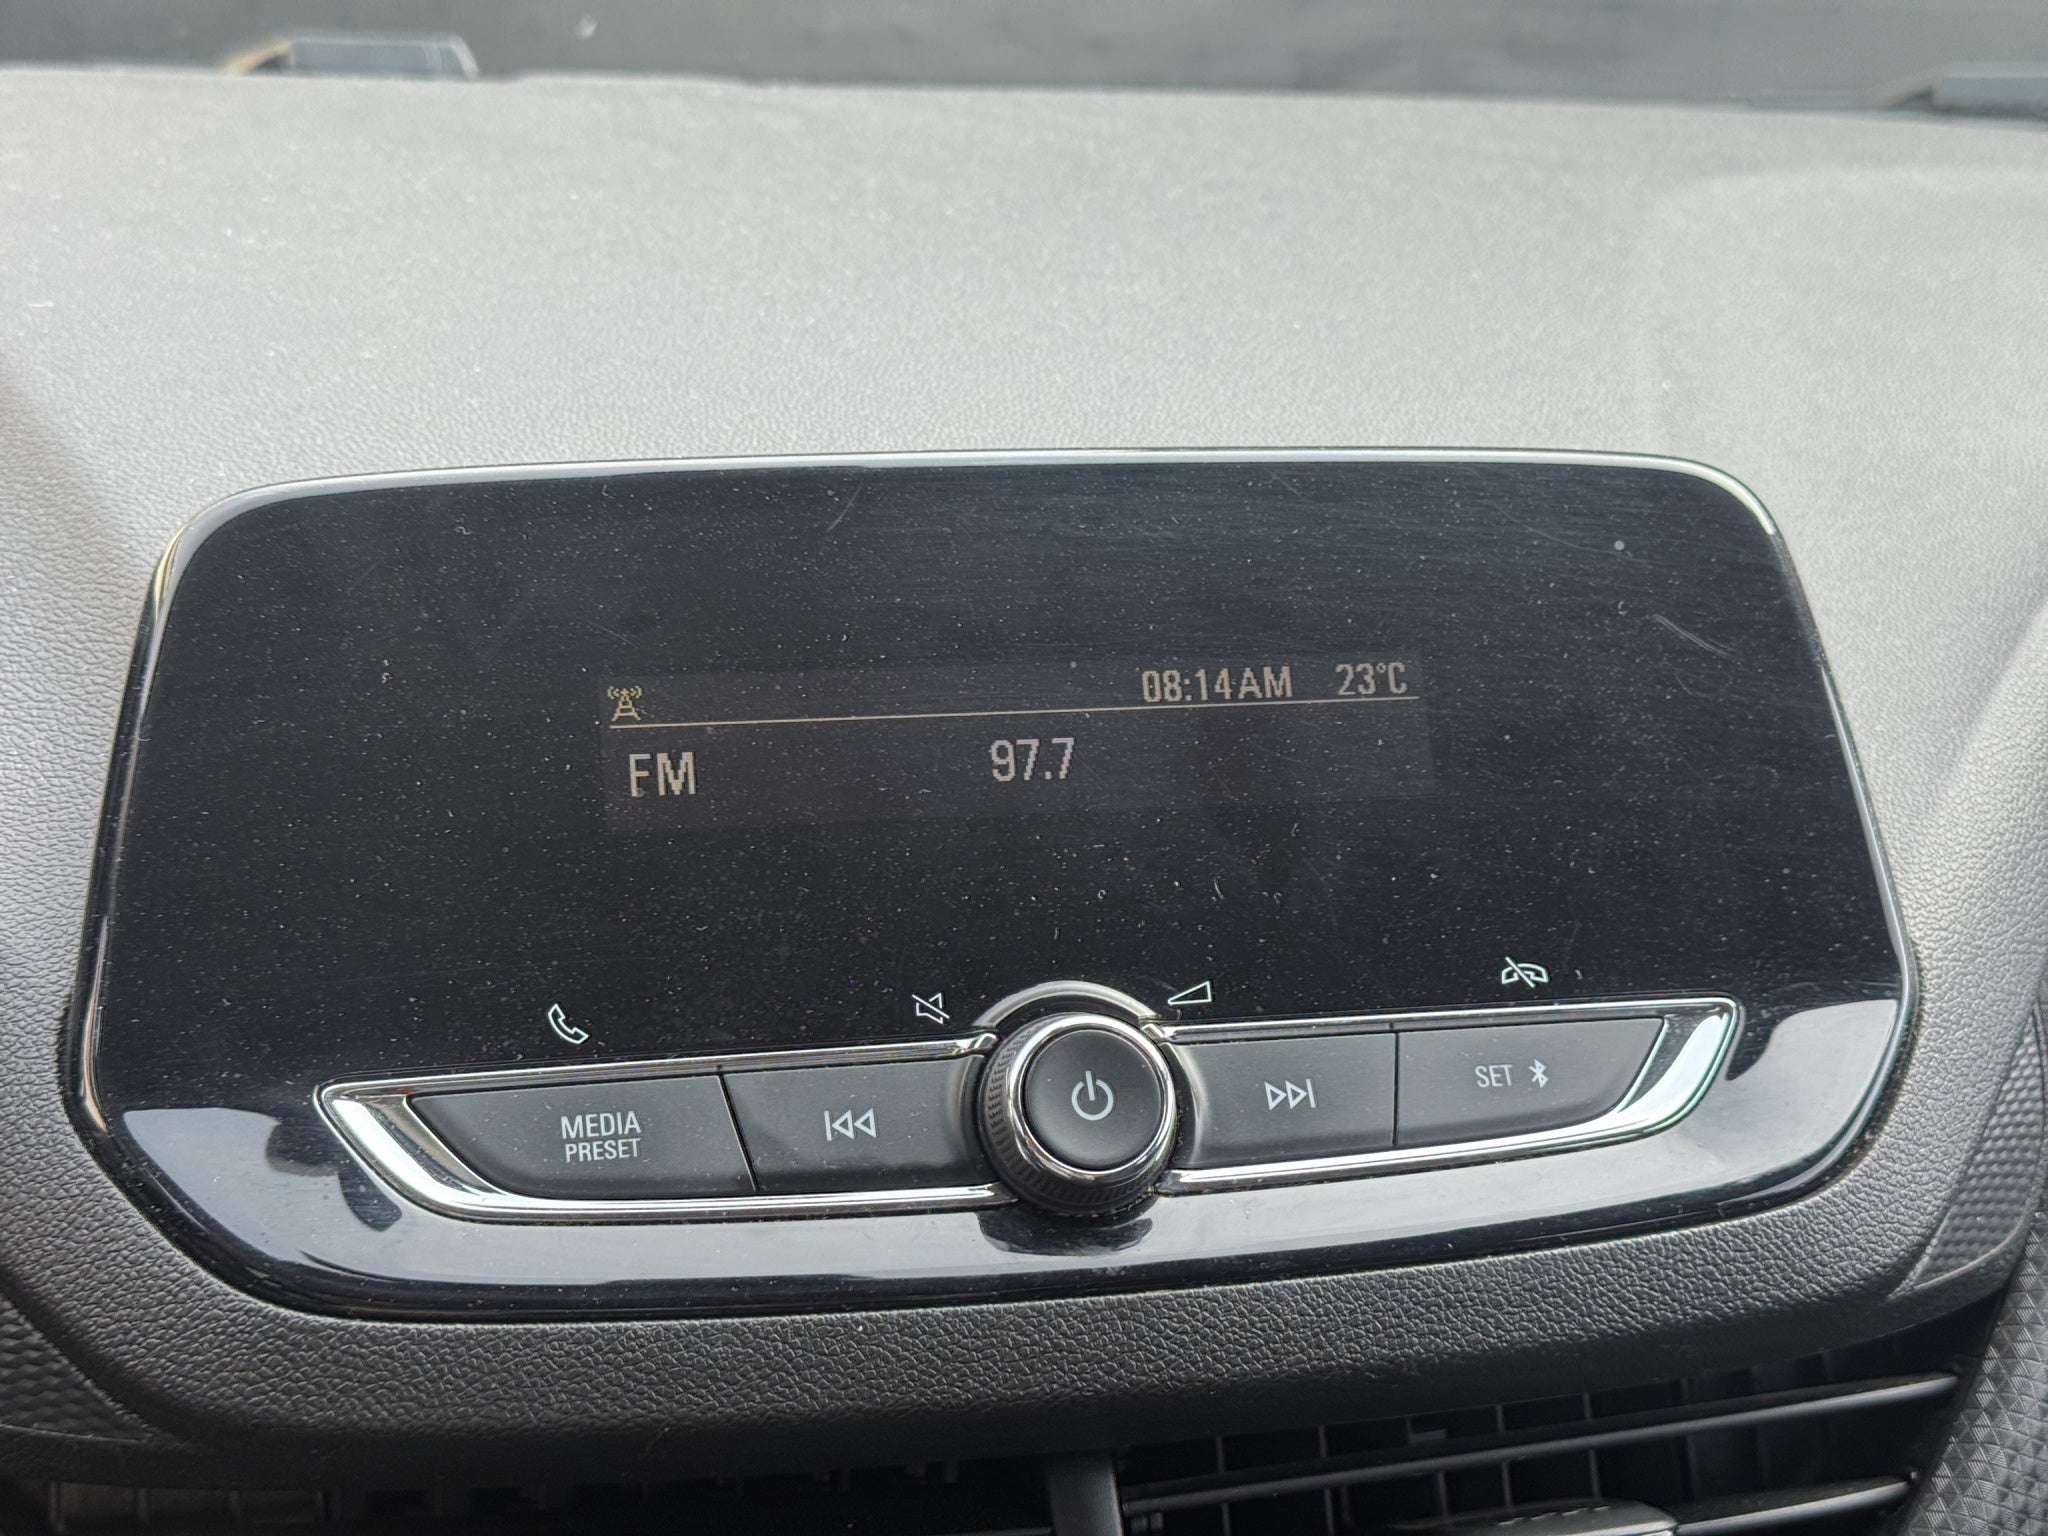 08:14AM 23°C
FM 97.7
MEDIA
PRESET
SET